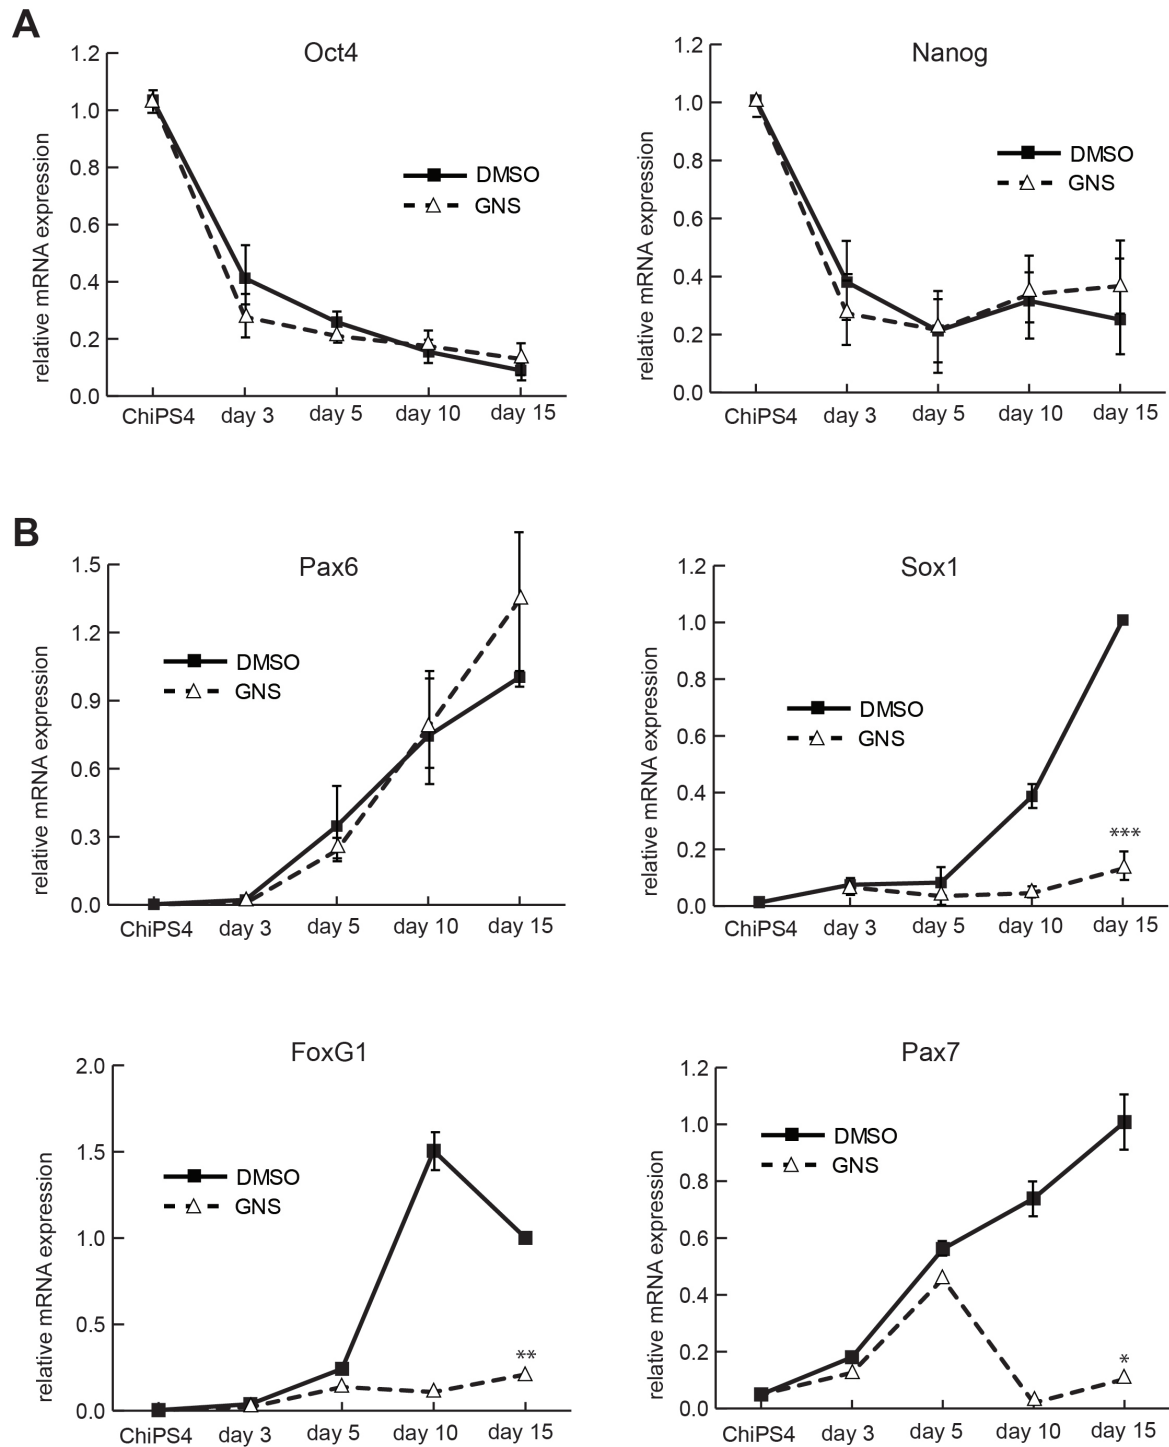 A
Oct4
relative mRNA expression
1.2
1.0
0.8
0.6
0.4
0.2
0.0
DMSO
GNS
ChiPS4 day 3 day 5 day 10 day 15
Nanog
relative mRNA expression
1.2
1.0
0.8
0.6
0.4
0.2
0.0
DMSO
GNS
ChiPS4 day 3 day 5 day 10 day 15
B
Pax6
relative mRNA expression
1.5
1.2
0.9
0.6
0.3
0.0
DMSO
GNS
ChiPS4 day 3 day 5 day 10 day 15
Sox1
relative mRNA expression
1.2
1.0
0.8
0.6
0.4
0.2
0.0
DMSO
GNS
***
ChiPS4 day 3 day 5 day 10 day 15
FoxG1
relative mRNA expression
2.0
1.5
1.0
0.5
0.0
DMSO
GNS
**
ChiPS4 day 3 day 5 day 10 day 15
Pax7
relative mRNA expression
1.2
1.0
0.8
0.6
0.4
0.2
0.0
DMSO
GNS
*
ChiPS4 day 3 day 5 day 10 day 15